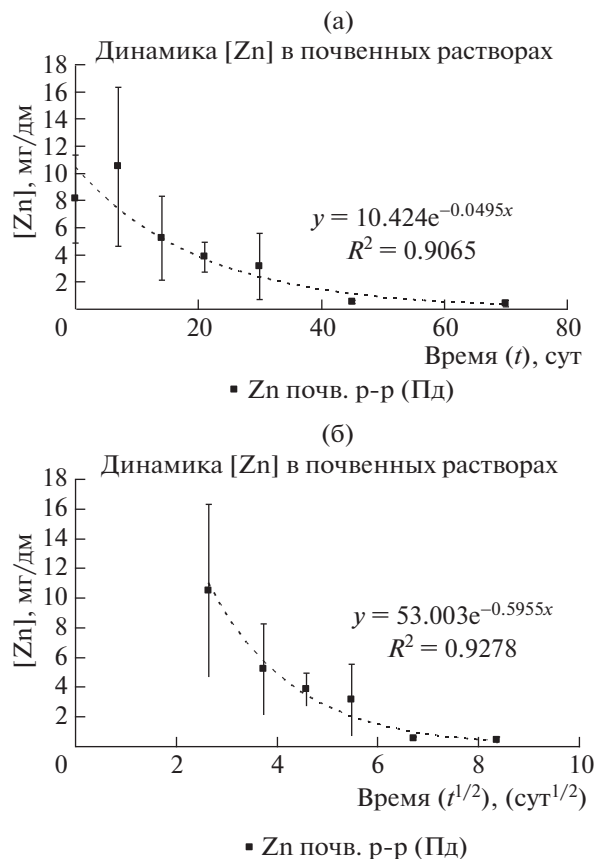 (а)
Динамика [Zn] в почвенных растворах
[Zn], мг/дм
18
16
14
12
10
8
6
4
2
0
20
40
60
80
y = 10.424e^{−0.0495x}
R² = 0.9065
Время (t), сут
▪ Zn почв. р-р (Пд)
(б)
Динамика [Zn] в почвенных растворах
[Zn], мг/дм
18
16
14
12
10
8
6
4
2
0
2
4
6
8
10
y = 53.003e^{−0.5955x}
R² = 0.9278
Время (t^{1/2}), (сут^{1/2})
▪ Zn почв. р-р (Пд)